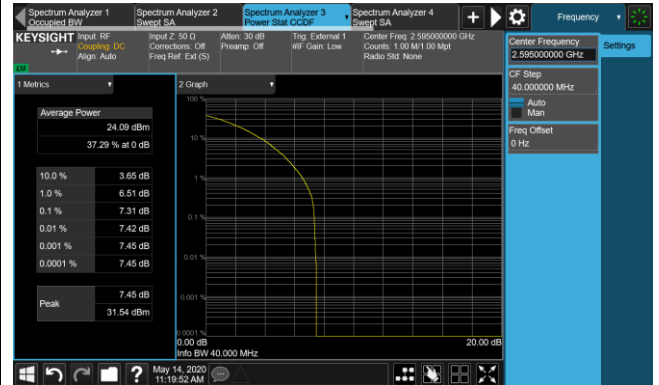 Spectrum Analyzer 1
Occupied BW
Spectrum Analyzer 2
Swept SA
Spectrum Analyzer 3
Power Stat CCDF
Spectrum Analyzer 4
Swept SA
+
Frequency
KEYSIGHT
Input: RF
Coupling: DC
Align: Auto
Input Z: 50 Ω
Corrections: Off
Freq Ref: Ext (S)
Atten: 30 dB
Preamp: Off
Trig: External 1
#IF Gain: Low
Center Freq: 2.595000000 GHz
Counts: 1.00 M/1.00 Mpt
Radio Std: None
LXI
1 Metrics
Average Power
24.09 dBm
37.29 % at 0 dB
10.0 % 3.65 dB
1.0 % 6.51 dB
0.1 % 7.31 dB
0.01 % 7.42 dB
0.001 % 7.45 dB
0.0001 % 7.45 dB
Peak
7.45 dB
31.54 dBm
2 Graph
100 %
10 %
1 %
0.1 %
0.01 %
0.001 %
0.0001 %
0.00 dB
20.00 dB
Info BW 40.000 MHz
Center Frequency
2.595000000 GHz
Settings
CF Step
40.000000 MHz
Auto
Man
Freq Offset
0 Hz
?
May 14, 2020
11:19:52 AM